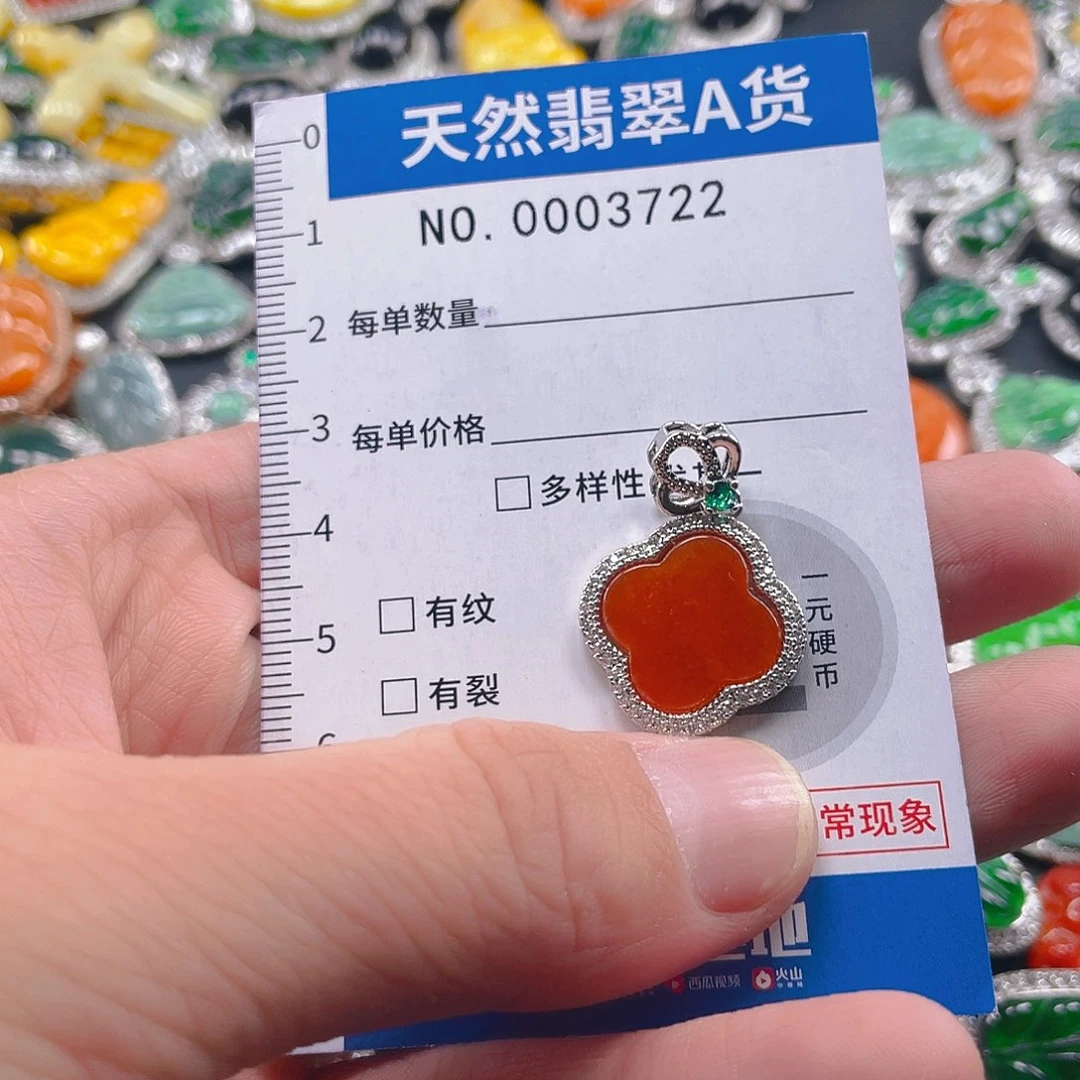 天然翡翠A货
NO. 0003722
0
1
2
3
4
5
每单数量
每单价格
多样性
有纹
有裂
一元硬币
常现象
地
西瓜视频
火山